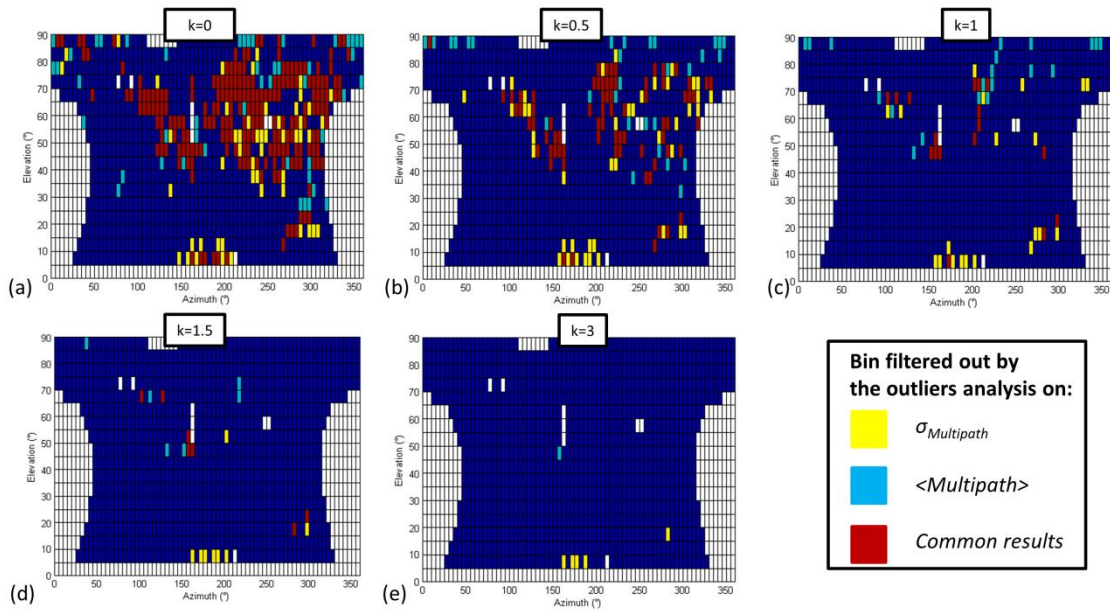 k=0
k=0.5
k=1
90
80
70
60
50
40
30
20
10
0
Elevation (°)
0 50 100 150 200 250 300 350
Azimuth (°)
(a)
90
80
70
60
50
40
30
20
10
0
Elevation (°)
0 50 100 150 200 250 300 350
Azimuth (°)
(b)
90
80
70
60
50
40
30
20
10
0
Elevation (°)
0 50 100 150 200 250 300 350
Azimuth (°)
(c)
k=1.5
k=3
90
80
70
60
50
40
30
20
10
0
Elevation (°)
0 50 100 150 200 250 300 350
Azimuth (°)
(d)
90
80
70
60
50
40
30
20
10
0
Elevation (°)
0 50 100 150 200 250 300 350
Azimuth (°)
(e)
Bin filtered out by
the outliers analysis on:
σMultipath
<Multipath>
Common results